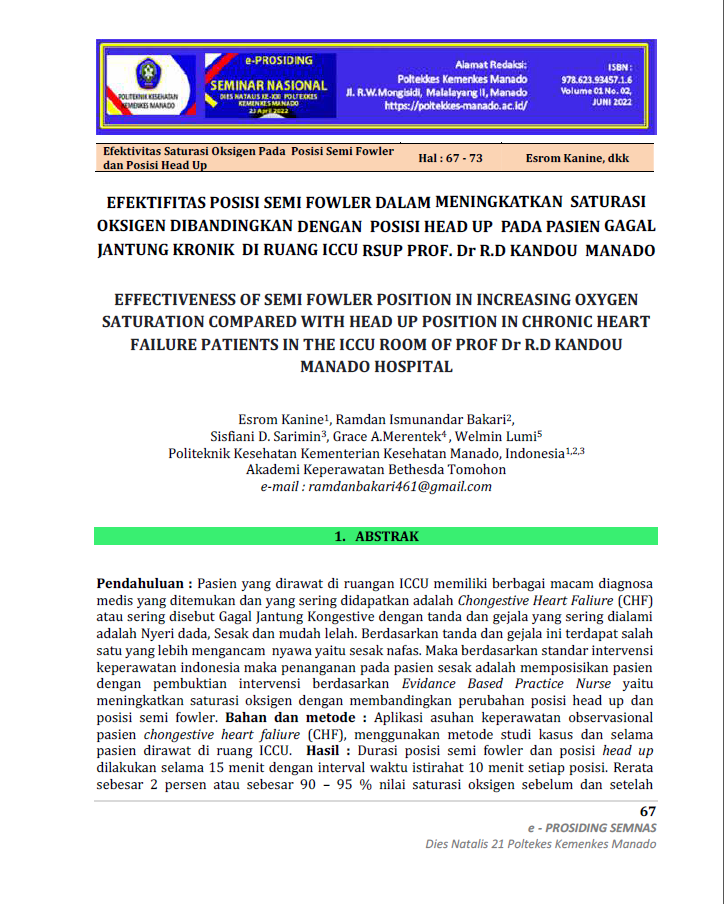 POLITEKNIK KESEHATAN
KEMENKES MANADO
e-PROSIDING
SEMINAR NASIONAL
DIES NATALIS KE-XXI POLTEKKES
KEMENKES MANADO
23 April 2022
Alamat Redaksi:
Poltekkes Kemenkes Manado
Jl. R.W.Mongisidi, Malalayang II, Manado
https://poltekkes-manado.ac.id/
ISBN :
978.623.93457.1.6
Volume 01 No. 02,
JUNI 2022
Efektivitas Saturasi Oksigen Pada Posisi Semi Fowler
dan Posisi Head Up
Hal : 67 - 73
Esrom Kanine, dkk
EFEKTIFITAS POSISI SEMI FOWLER DALAM MENINGKATKAN SATURASI
OKSIGEN DIBANDINGKAN DENGAN POSISI HEAD UP PADA PASIEN GAGAL
JANTUNG KRONIK DI RUANG ICCU RSUP PROF. Dr R.D KANDOU MANADO
EFFECTIVENESS OF SEMI FOWLER POSITION IN INCREASING OXYGEN
SATURATION COMPARED WITH HEAD UP POSITION IN CHRONIC HEART
FAILURE PATIENTS IN THE ICCU ROOM OF PROF Dr R.D KANDOU
MANADO HOSPITAL
Esrom Kanine1, Ramdan Ismunandar Bakari2,
Sisfiani D. Sarimin3, Grace A.Merentek4 , Welmin Lumi5
Politeknik Kesehatan Kementerian Kesehatan Manado, Indonesia1,2,3
Akademi Keperawatan Bethesda Tomohon
e-mail : ramdanbakari461@gmail.com
1. ABSTRAK
Pendahuluan : Pasien yang dirawat di ruangan ICCU memiliki berbagai macam diagnosa
medis yang ditemukan dan yang sering didapatkan adalah Chongestive Heart Faliure (CHF)
atau sering disebut Gagal Jantung Kongestive dengan tanda dan gejala yang sering dialami
adalah Nyeri dada, Sesak dan mudah lelah. Berdasarkan tanda dan gejala ini terdapat salah
satu yang lebih mengancam nyawa yaitu sesak nafas. Maka berdasarkan standar intervensi
keperawatan indonesia maka penanganan pada pasien sesak adalah memposisikan pasien
dengan pembuktian intervensi berdasarkan Evidance Based Practice Nurse yaitu
meningkatkan saturasi oksigen dengan membandingkan perubahan posisi head up dan
posisi semi fowler. Bahan dan metode : Aplikasi asuhan keperawatan observasional
pasien chongestive heart faliure (CHF), menggunakan metode studi kasus dan selama
pasien dirawat di ruang ICCU. Hasil : Durasi posisi semi fowler dan posisi head up
dilakukan selama 15 menit dengan interval waktu istirahat 10 menit setiap posisi. Rerata
sebesar 2 persen atau sebesar 90 – 95 % nilai saturasi oksigen sebelum dan setelah
67
e - PROSIDING SEMNAS
Dies Natalis 21 Poltekes Kemenkes Manado